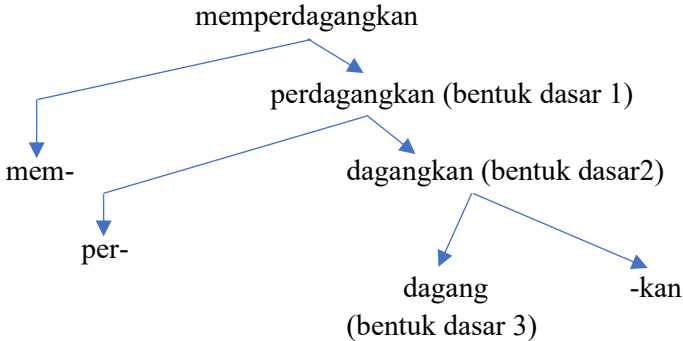 memperdagangkan
perdagangkan (bentuk dasar 1)
mem-
dagangkan (bentuk dasar2)
per-
dagang
-kan
(bentuk dasar 3)